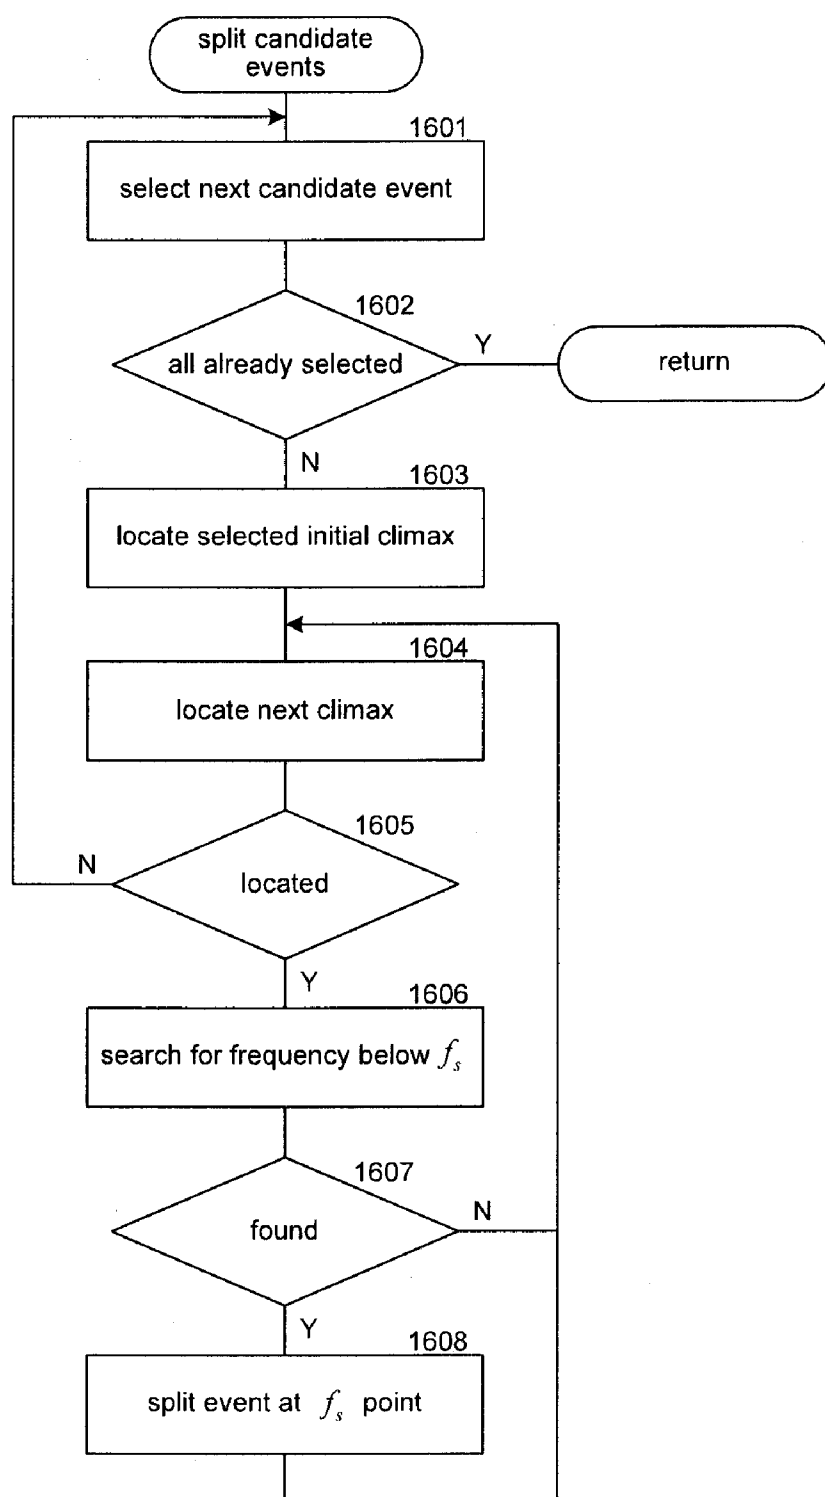 split candidate
events
1601
select next candidate event
1602
all already selected
Y
return
N
1603
locate selected initial climax
1604
locate next climax
1605
located
N
Y
1606
search for frequency below fₛ
1607
found
N
Y
1608
split event at fₛ point